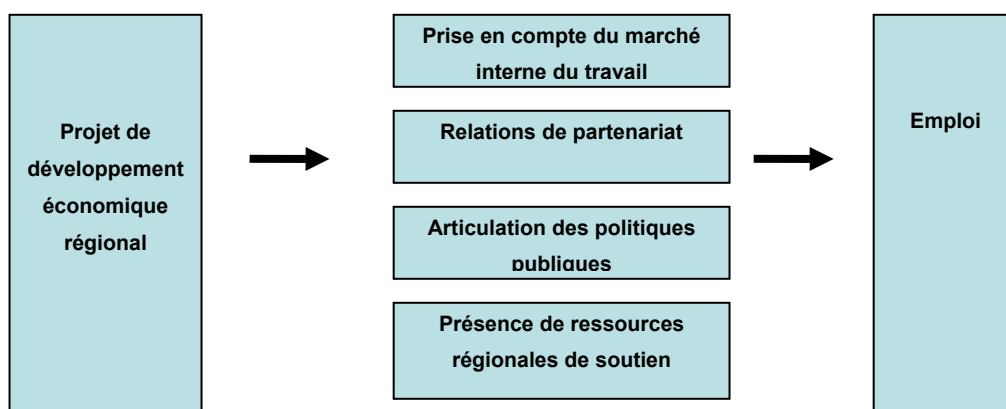 Projet de
développement
économique
régional
Prise en compte du marché
interne du travail
Relations de partenariat
Articulation des politiques
publiques
Présence de ressources
régionales de soutien
Emploi